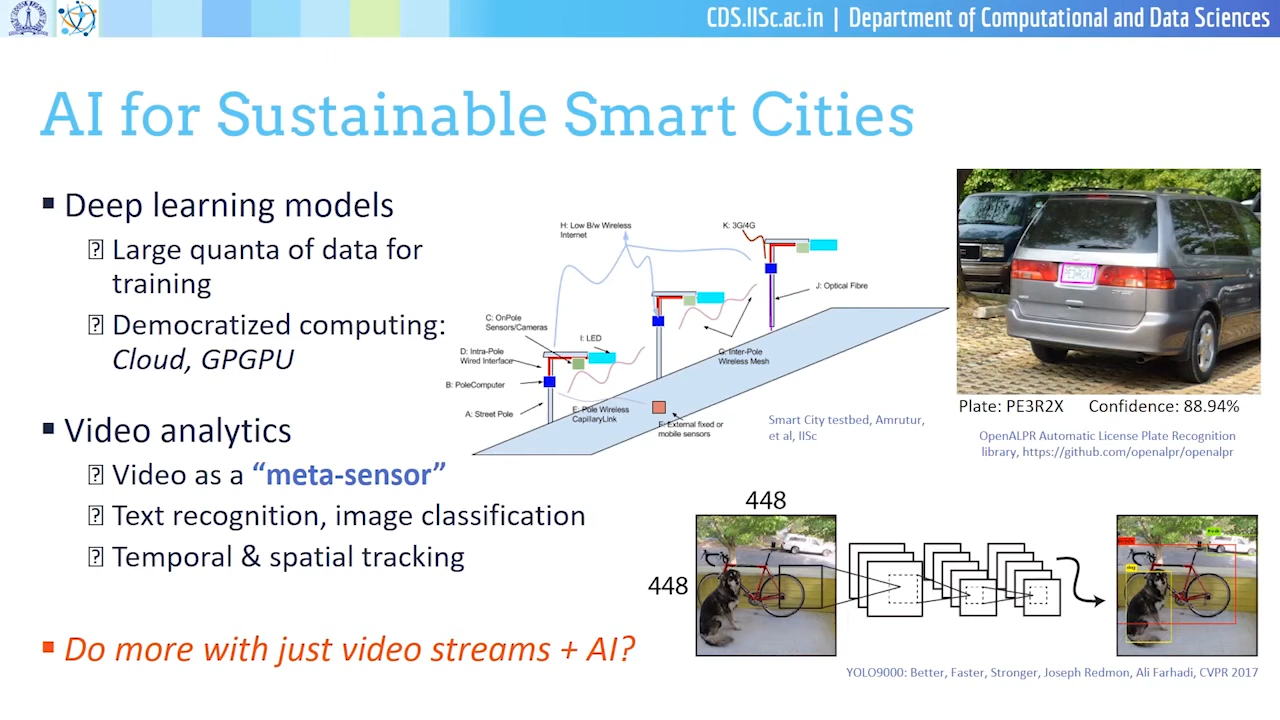 CDS.IISc.ac.in | Department of Computational and Data Sciences
AI for Sustainable Smart Cities
Deep learning models
Large quanta of data for
training
Democratized computing:
Cloud, GPGPU
Video analytics
Video as a “meta-sensor”
Text recognition, image classification
Temporal & spatial tracking
Do more with just video streams + AI?
H: Low B/w Wireless
Internet
K: 3G/4G
J: Optical Fibre
C: OnPole
Sensors/Cameras
I: LED
D: Intra-Pole
Wired Interface
G: Inter-Pole
Wireless Mesh
B: PoleComputer
A: Street Pole
E: Pole Wireless
CapillaryLink
F: External fixed or
mobile sensors
Smart City testbed, Amrutur,
et al, IISc
PE3R2X
Plate: PE3R2X Confidence: 88.94%
OpenALPR Automatic License Plate Recognition
library, https://github.com/openalpr/openalpr
448
448
dog
YOLO9000: Better, Faster, Stronger, Joseph Redmon, Ali Farhadi, CVPR 2017